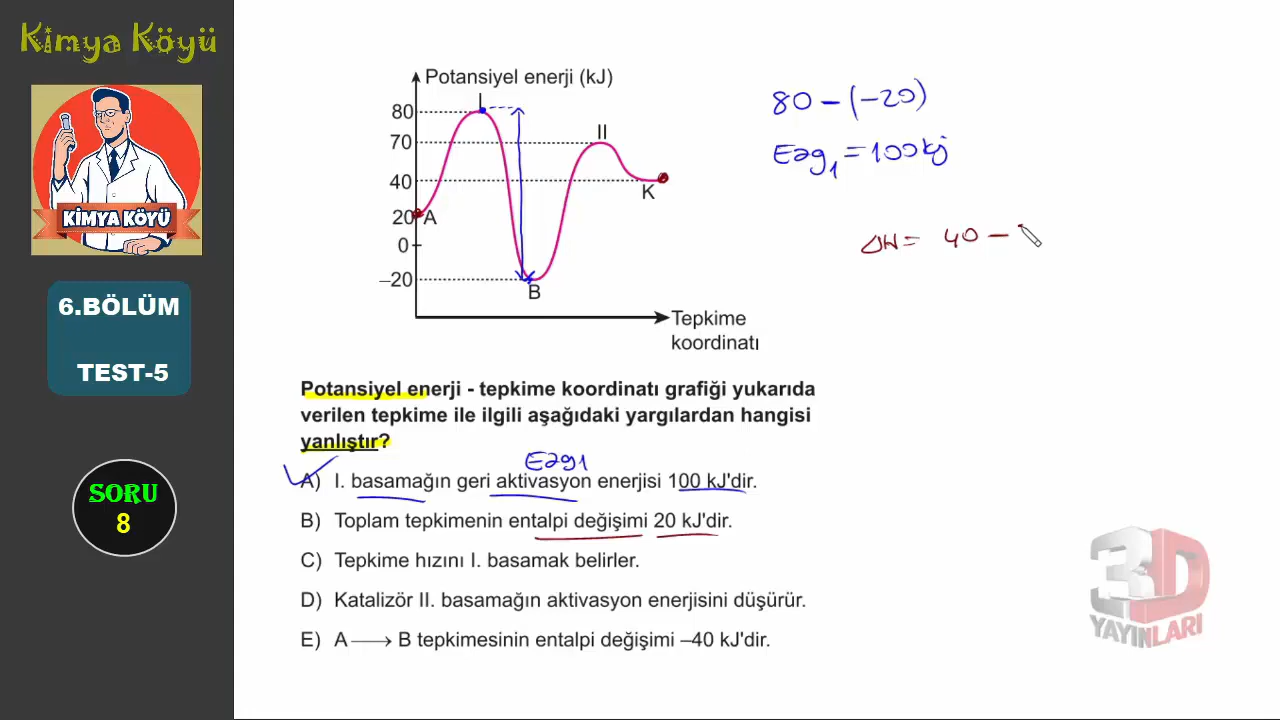 Kimya Köyü
KİMYA KÖYÜ
6.BÖLÜM
TEST-5
SORU
8
Potansiyel enerji (kJ)
80
70
40
20
0
–20
I
II
A
B
K
Tepkime
koordinatı
80 – (–20)
Eag1 = 100 kj
ΔH = 40 –
Potansiyel enerji - tepkime koordinatı grafiği yukarıda
verilen tepkime ile ilgili aşağıdaki yargılardan hangisi
yanlıştır?
Eag1
A) I. basamağın geri aktivasyon enerjisi 100 kJ'dir.
B) Toplam tepkimenin entalpi değişimi 20 kJ'dir.
C) Tepkime hızını I. basamak belirler.
D) Katalizör II. basamağın aktivasyon enerjisini düşürür.
E) A ⟶ B tepkimesinin entalpi değişimi –40 kJ'dir.
3D
YAYINLARI